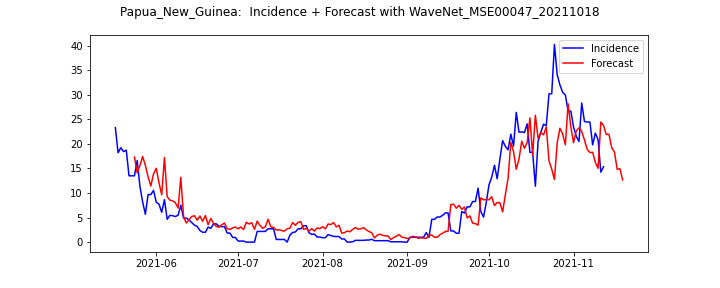 Papua_New_Guinea:  Incidence + Forecast with WaveNet_MSE00047_20211018
Incidence
Forecast
40
35
30
25
20
15
10
5
0
2021-06 2021-07 2021-08 2021-09 2021-10 2021-11